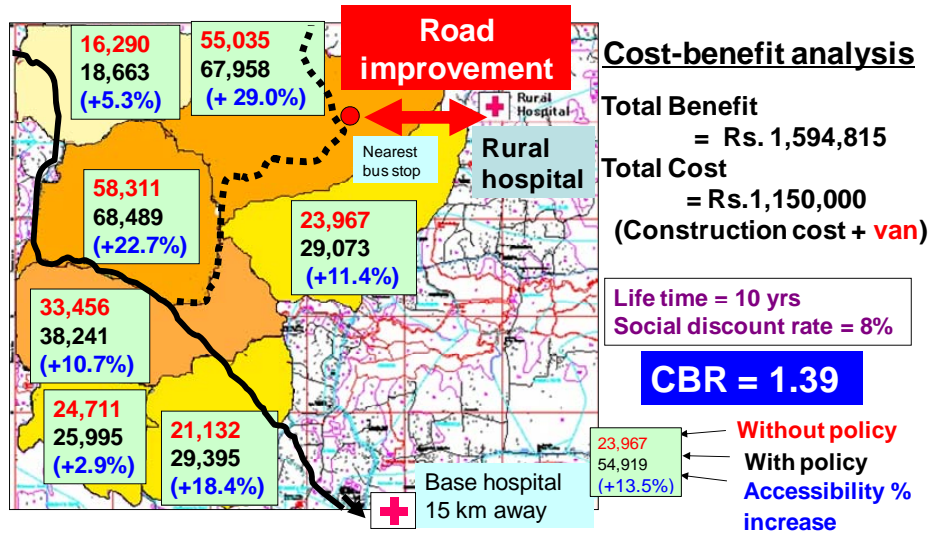 16,290
18,663
(+5.3%)
55,035
67,958
(+ 29.0%)
Road
improvement
Rural
Hospital
Nearest
bus stop
Rural
hospital
58,311
68,489
(+22.7%)
23,967
29,073
(+11.4%)
33,456
38,241
(+10.7%)
24,711
25,995
(+2.9%)
21,132
29,395
(+18.4%)
Base hospital
15 km away
Cost-benefit analysis
Total Benefit
= Rs. 1,594,815
Total Cost
= Rs.1,150,000
(Construction cost + van)
Life time = 10 yrs
Social discount rate = 8%
CBR = 1.39
23,967
54,919
(+13.5%)
Without policy
With policy
Accessibility %
increase